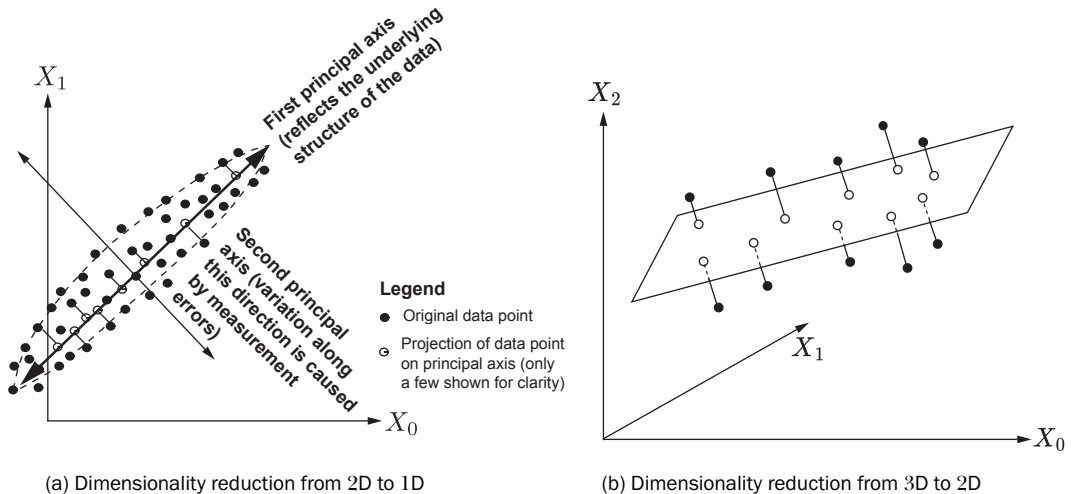 X₁
First principal axis
(reflects the underlying
structure of the data)
Second principal
axis (variation along
this direction is caused
by measurement
errors)
Legend
Original data point
Projection of data point
on principal axis (only
a few shown for clarity)
X₀
(a) Dimensionality reduction from 2D to 1D
X₂
X₁
X₀
(b) Dimensionality reduction from 3D to 2D